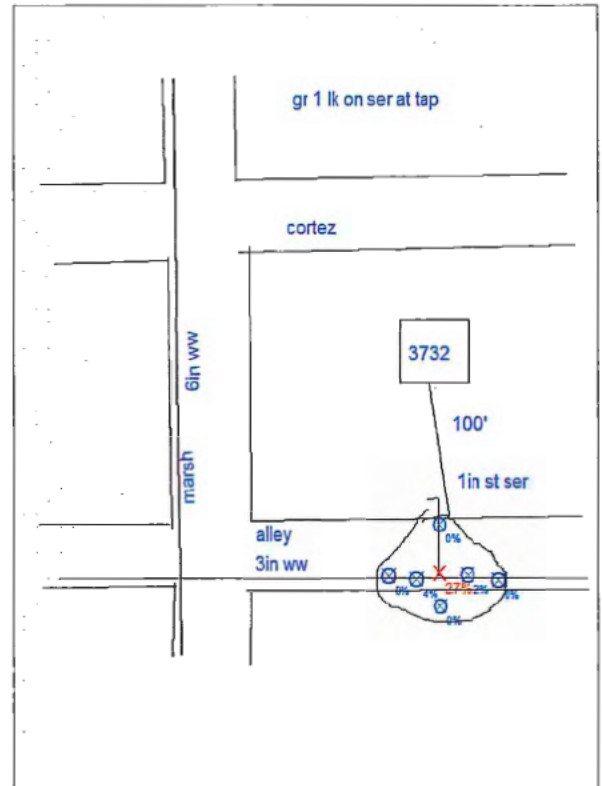 gr 1 lk on ser at tap
cortez
3732
6in ww
marsh
100'
1in st ser
alley
3in ww
0%
0% 4% 27% 2% 0%
0%